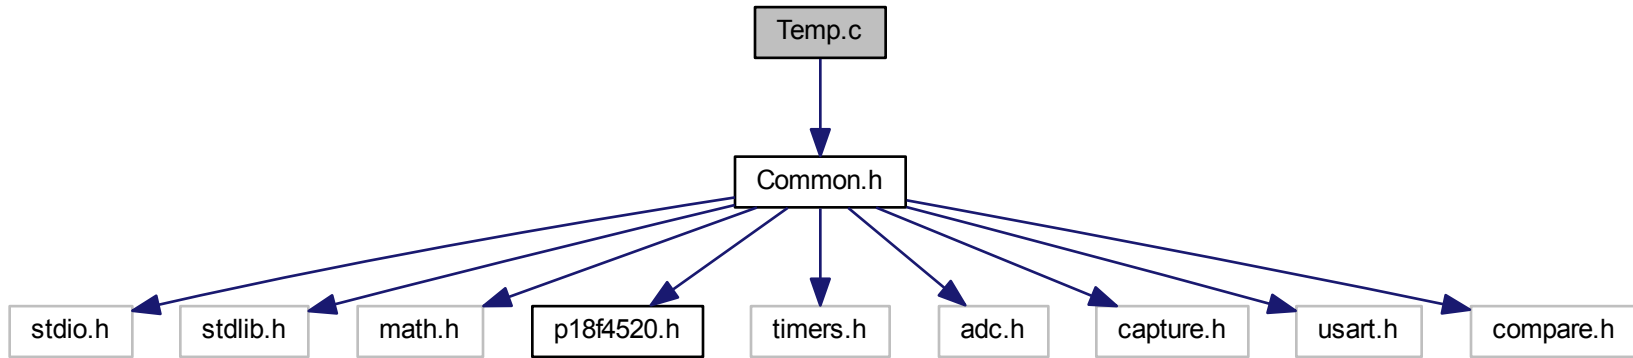 Temp.c
Common.h
stdio.h
stdlib.h
math.h
p18f4520.h
timers.h
adc.h
capture.h
usart.h
compare.h